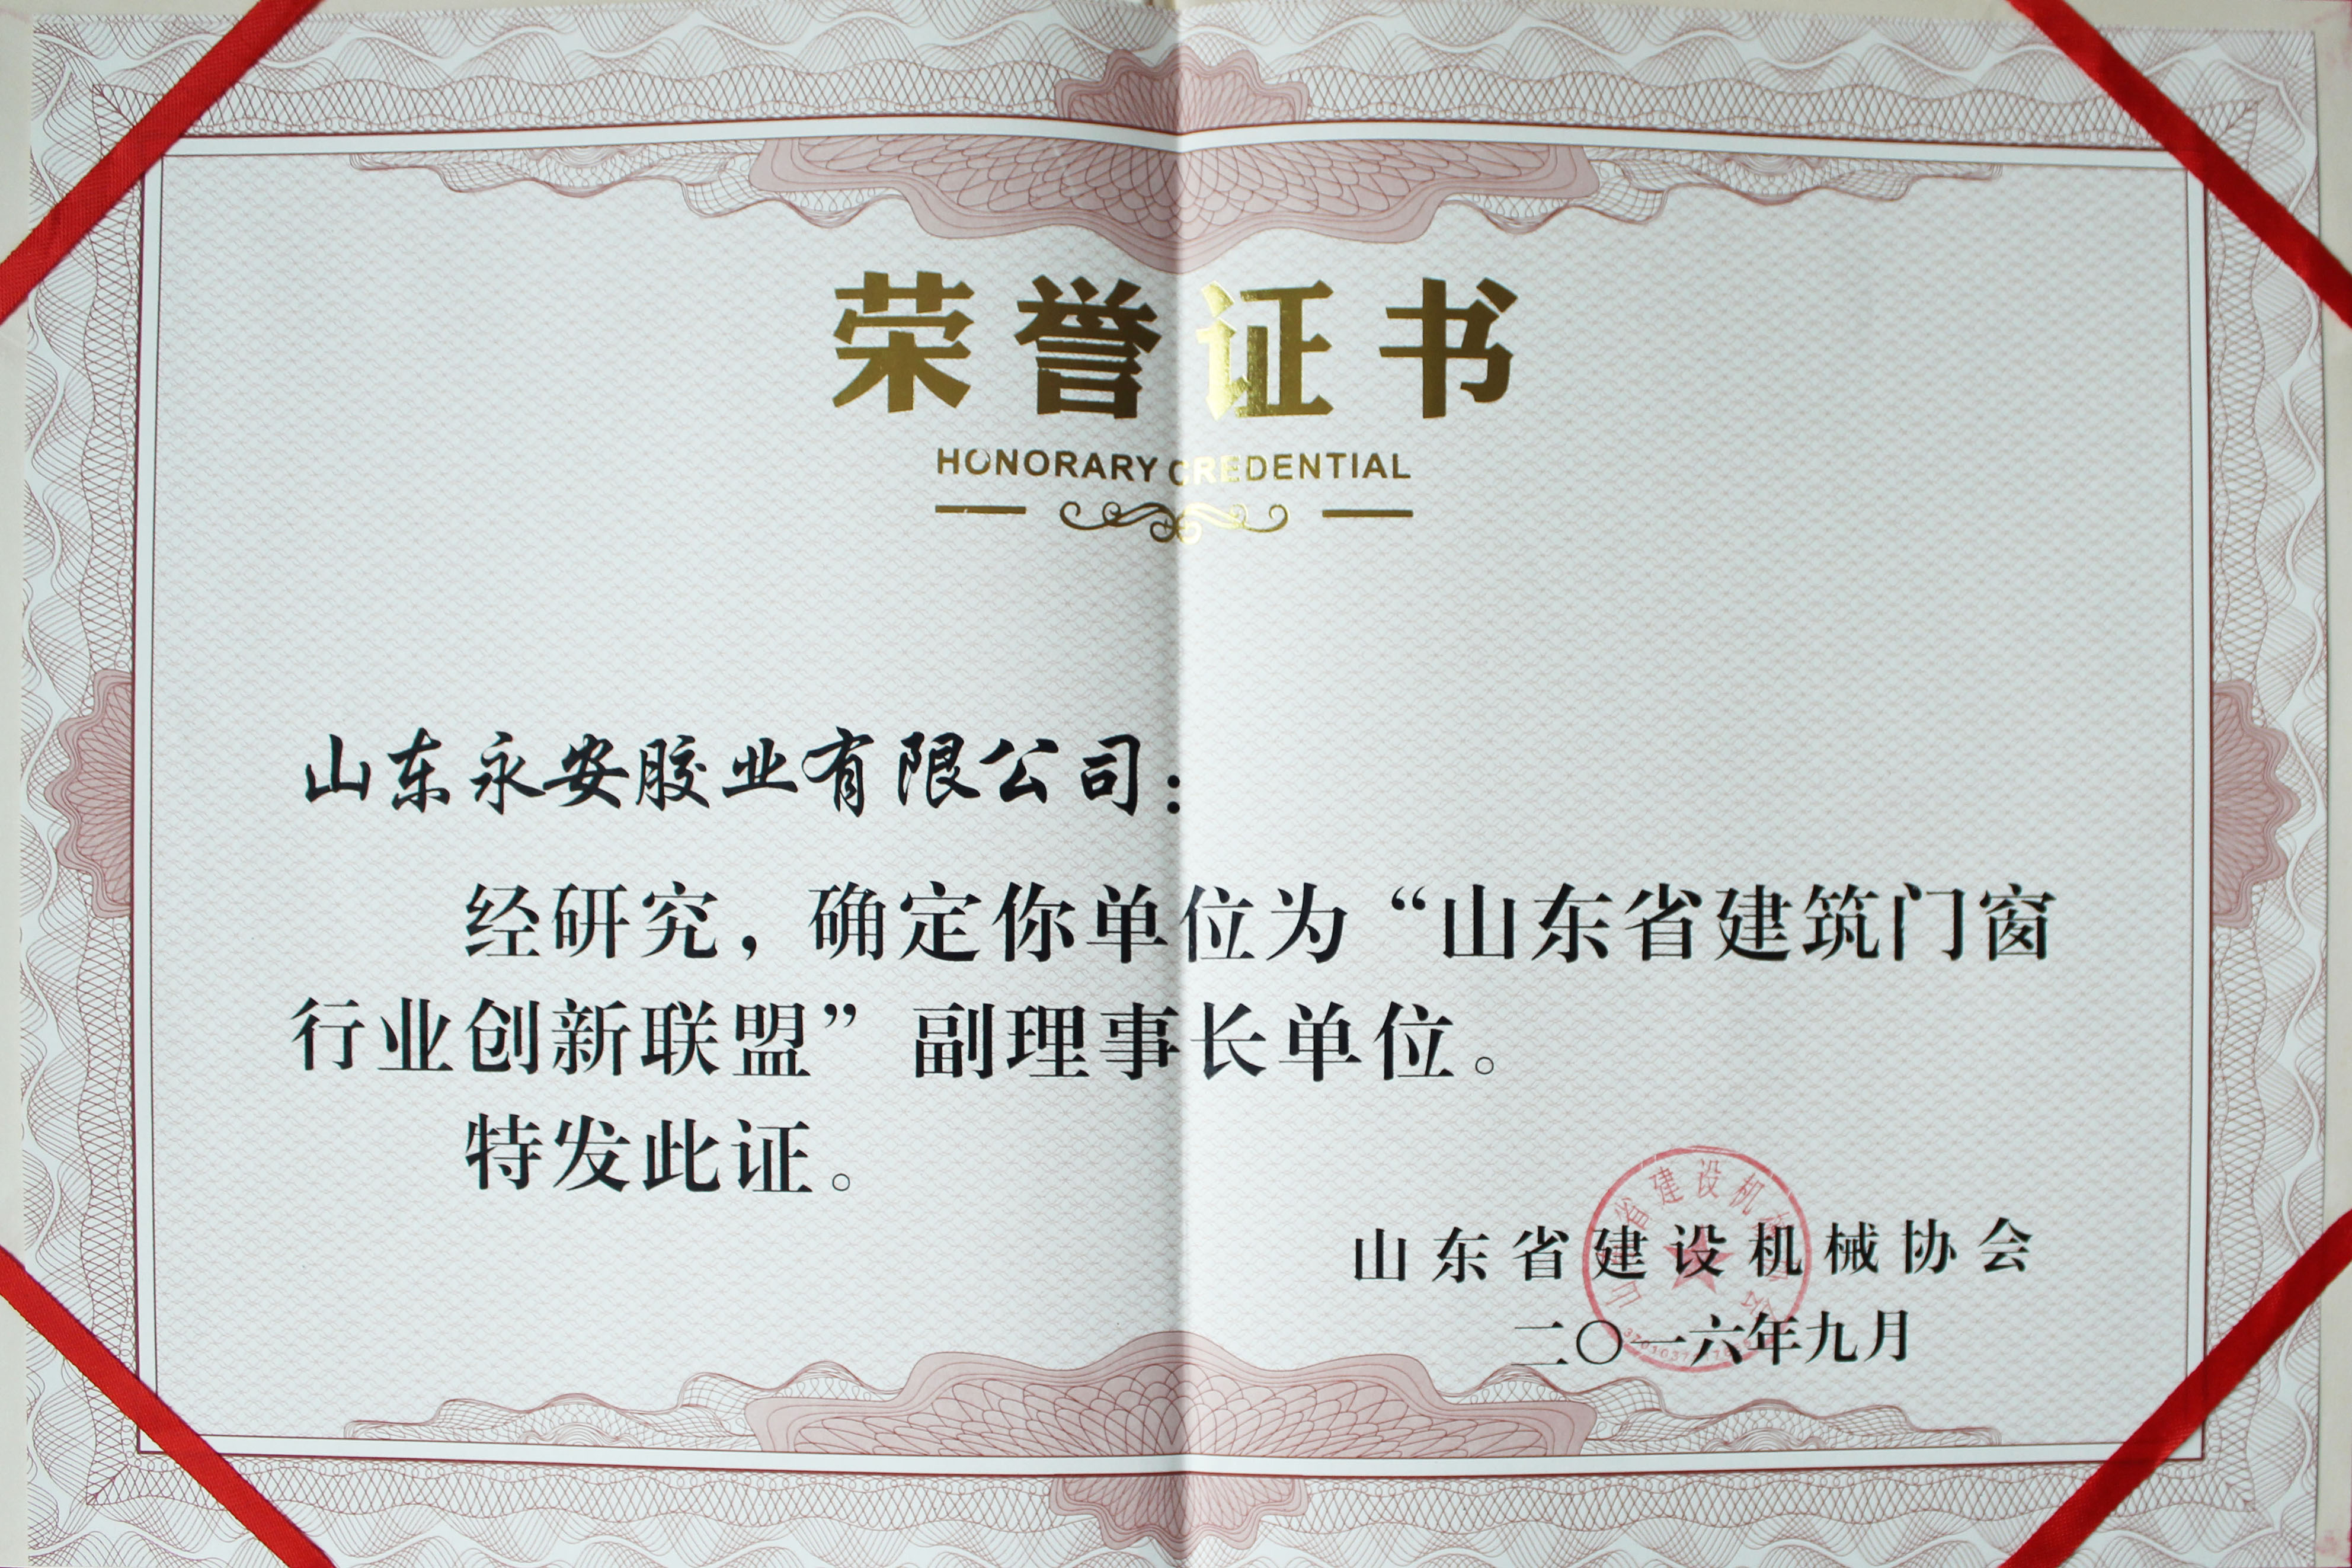 荣誉证书
HONORARY CREDENTIAL
山东永安胶业有限公司：
经研究，确定你单位为“山东省建筑门窗
行业创新联盟”副理事长单位。
特发此证。
山东省建设机械协会
二〇一六年九月